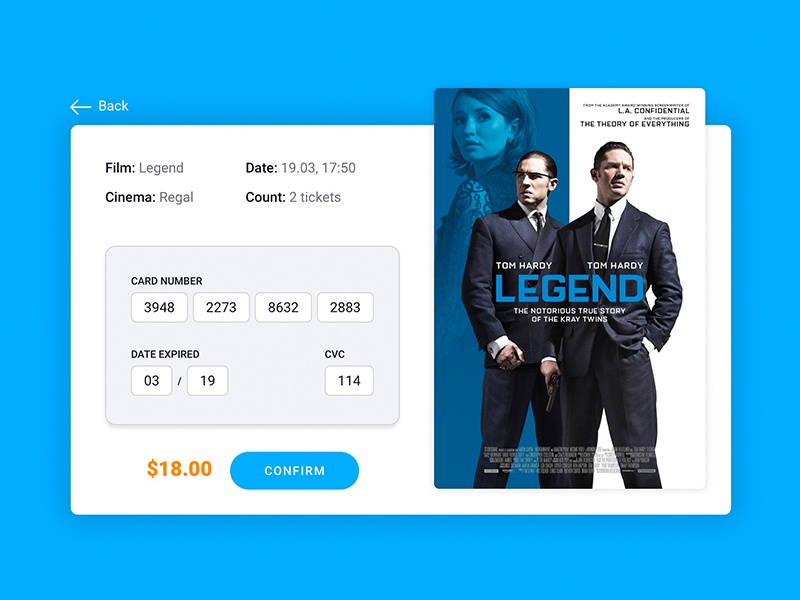 Back
Film: Legend
Date: 19.03, 17:50
Cinema: Regal
Count: 2 tickets
CARD NUMBER
3948 2273 8632 2883
DATE EXPIRED
CVC
03 / 19
114
$18.00
CONFIRM
FROM THE ACADEMY AWARD WINNING SCREENWRITER OF
L.A. CONFIDENTIAL
AND THE PRODUCERS OF
THE THEORY OF EVERYTHING
TOM HARDY TOM HARDY
LEGEND
THE NOTORIOUS TRUE STORY
OF THE KRAY TWINS